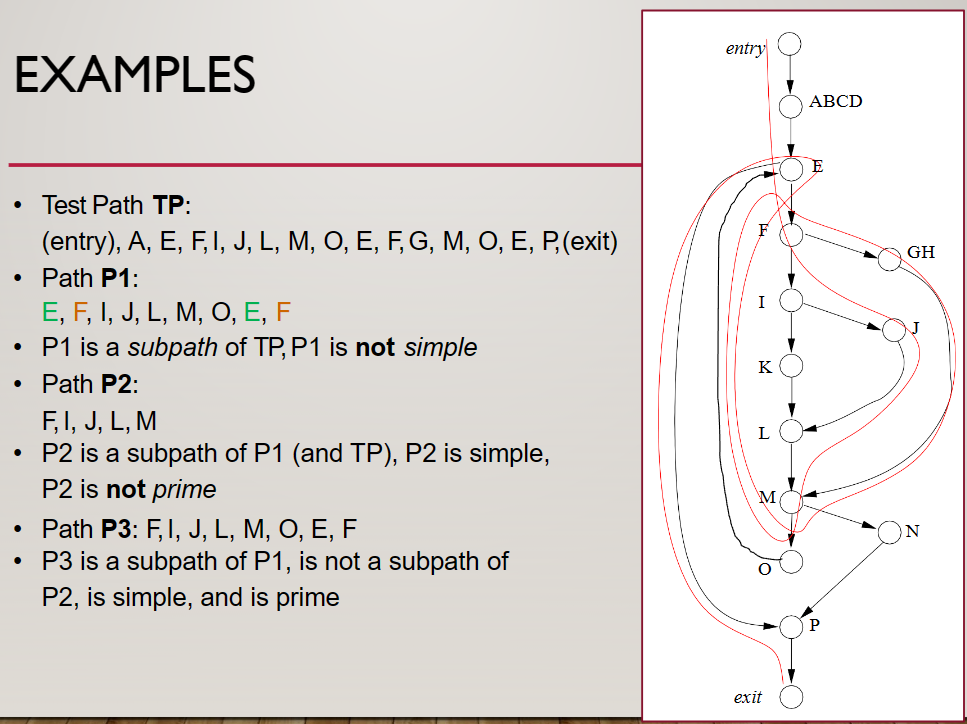 EXAMPLES
• Test Path TP:
(entry), A, E, F, I, J, L, M, O, E, F, G, M, O, E, P,(exit)
• Path P1:
E, F, I, J, L, M, O, E, F
• P1 is a subpath of TP, P1 is not simple
• Path P2:
F, I, J, L, M
• P2 is a subpath of P1 (and TP), P2 is simple,
P2 is not prime
• Path P3: F, I, J, L, M, O, E, F
• P3 is a subpath of P1, is not a subpath of
P2, is simple, and is prime
entry
ABCD
E
F
GH
I
J
K
L
M
N
O
P
exit